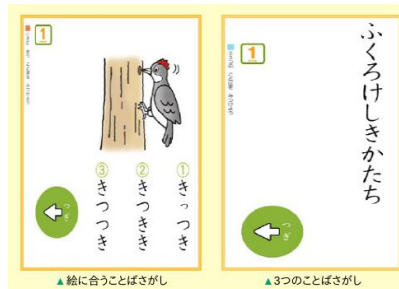 1
①きっつき
②きつきき
③きつつき
つぎ
▲絵に合うことばさがし
1
ふくろけしきかたち
つぎ
▲3つのことばさがし